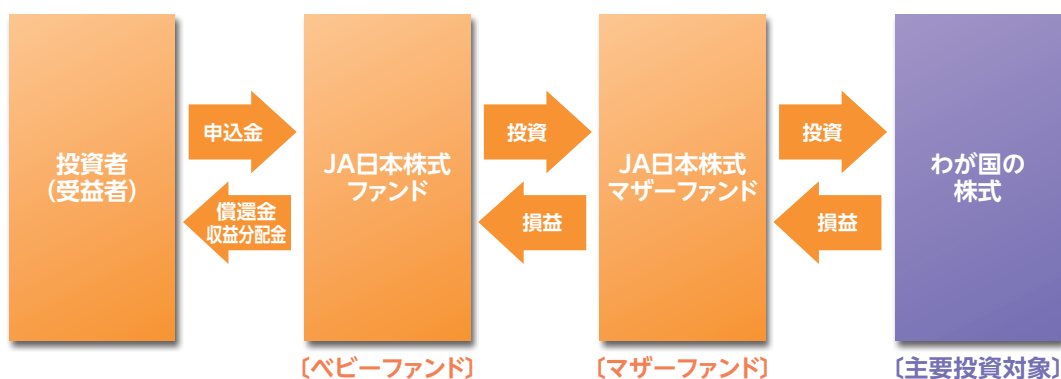 投資者
(受益者)
申込金
償還金
収益分配金
JA日本株式
ファンド
投資
損益
JA日本株式
マザーファンド
投資
損益
わが国の
株式
〔ベビーファンド〕
〔マザーファンド〕
〔主要投資対象〕